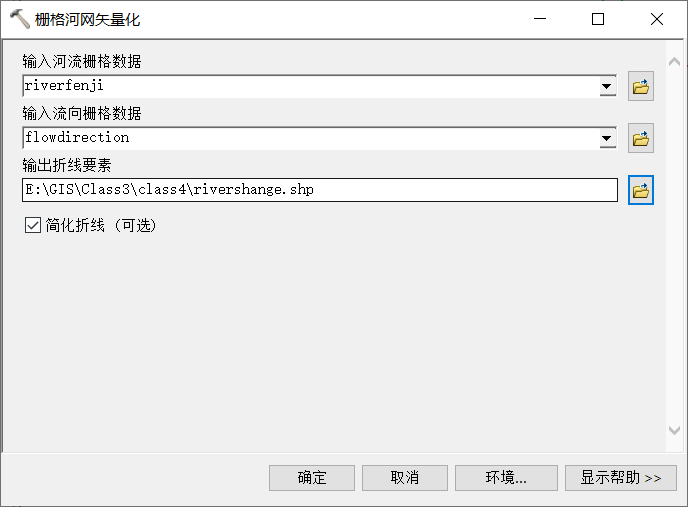 栅格河网矢量化
输入河流栅格数据
riverfenji
输入流向栅格数据
flowdirection
输出折线要素
E:\GIS\Class3\class4\rivershange.shp
简化折线 (可选)
确定 取消 环境... 显示帮助 >>